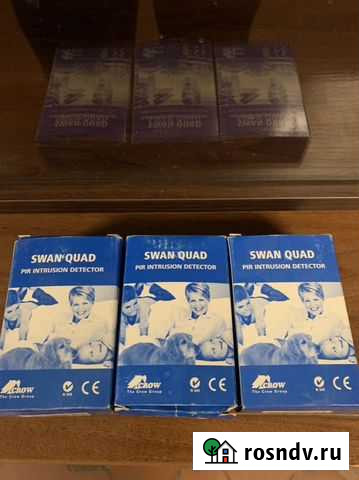 SWAN QUAD
PIR INTRUSION DETECTOR
SWAN QUAD
PIR INTRUSION DETECTOR
SWAN QUAD
PIR INTRUSION DETECTOR
CROW
The Crow Group
CE
CROW
The Crow Group
CE
CROW
The Crow Group
CE
rosndv.ru